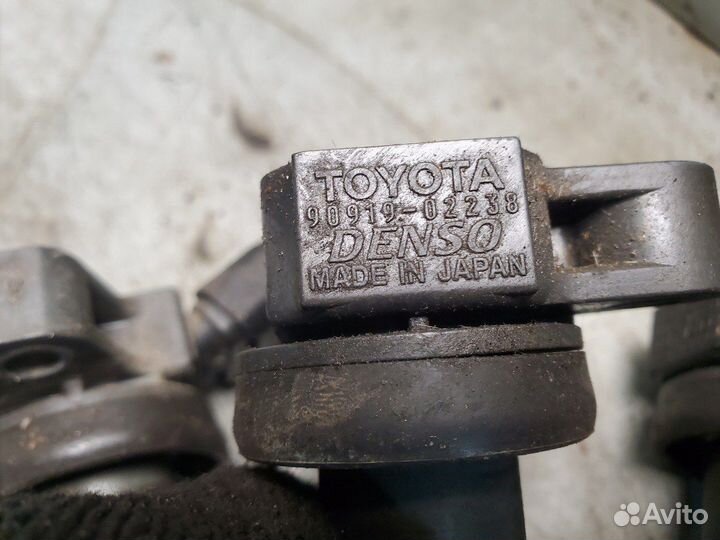 TOYOTA
90919-02238
DENSO
MADE IN JAPAN
Avito